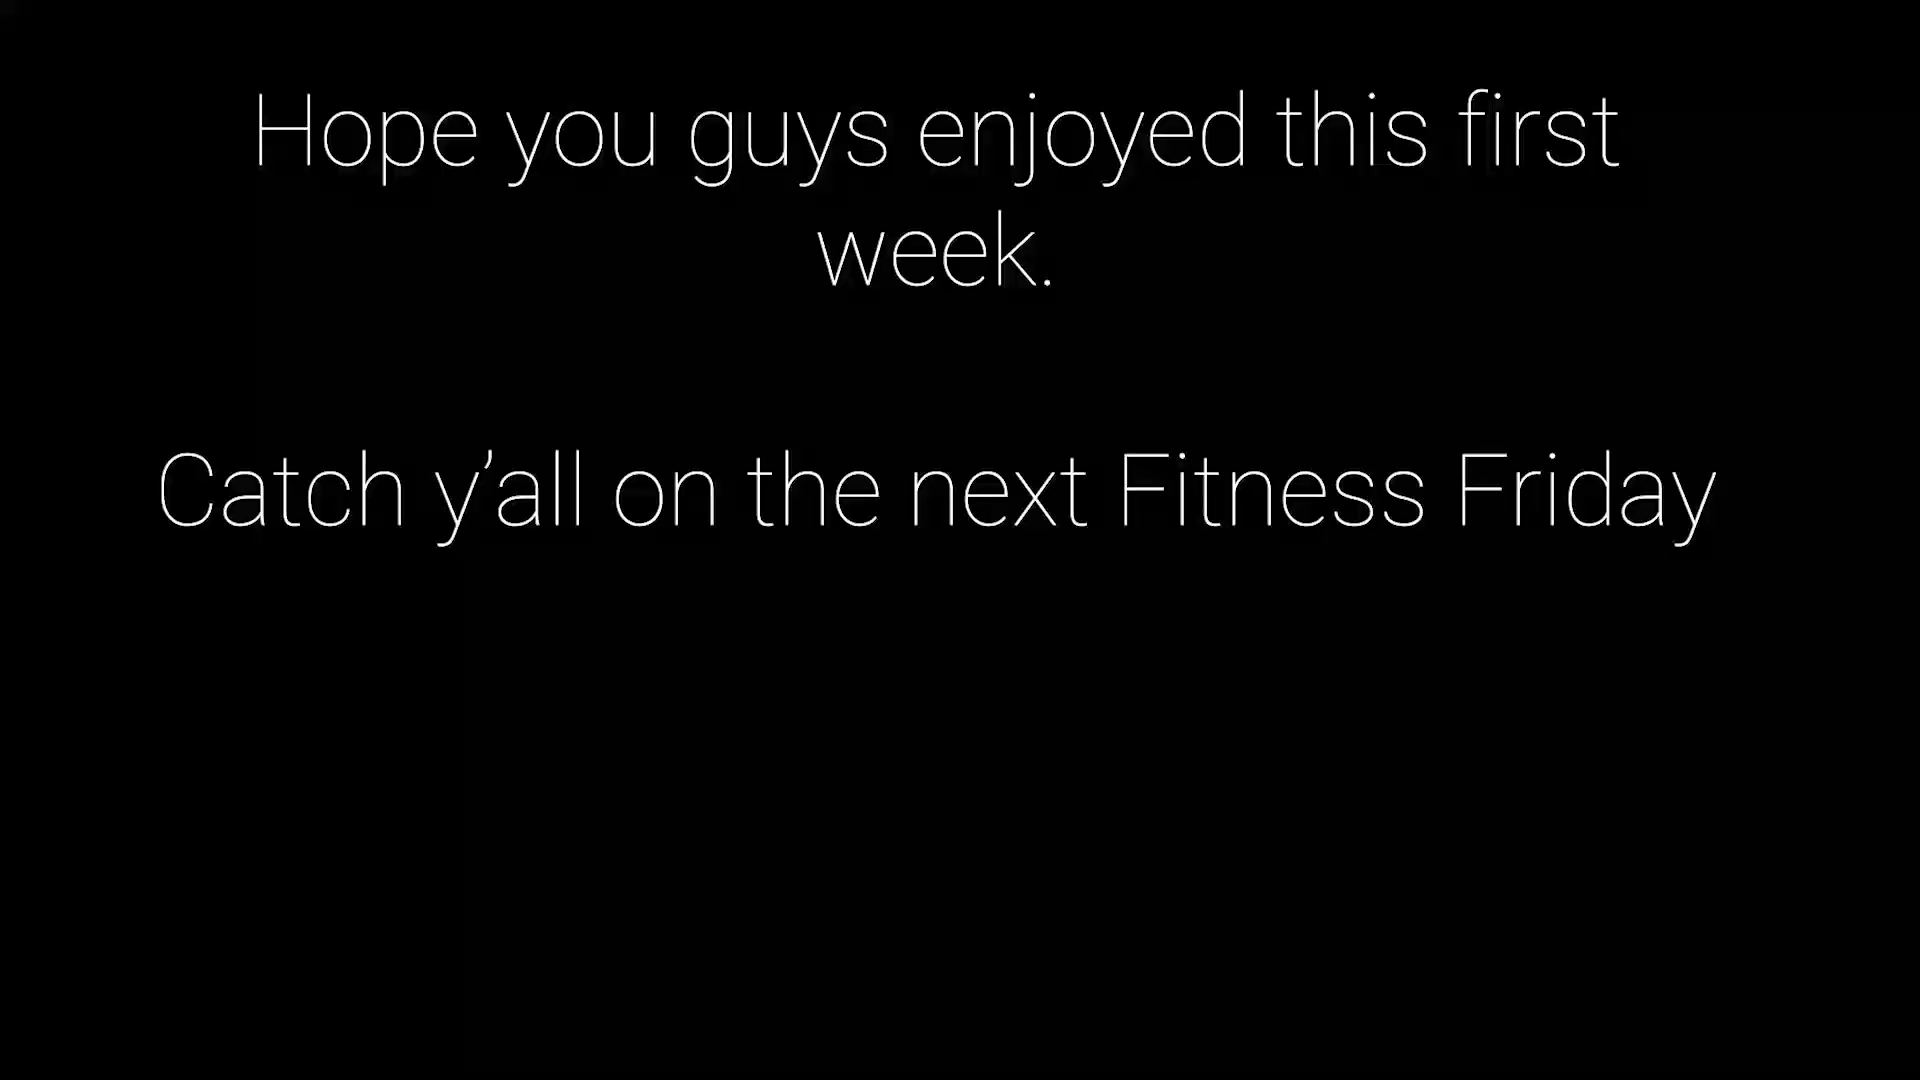 Hope you guys enjoyed this first
week.
Catch y’all on the next Fitness Friday